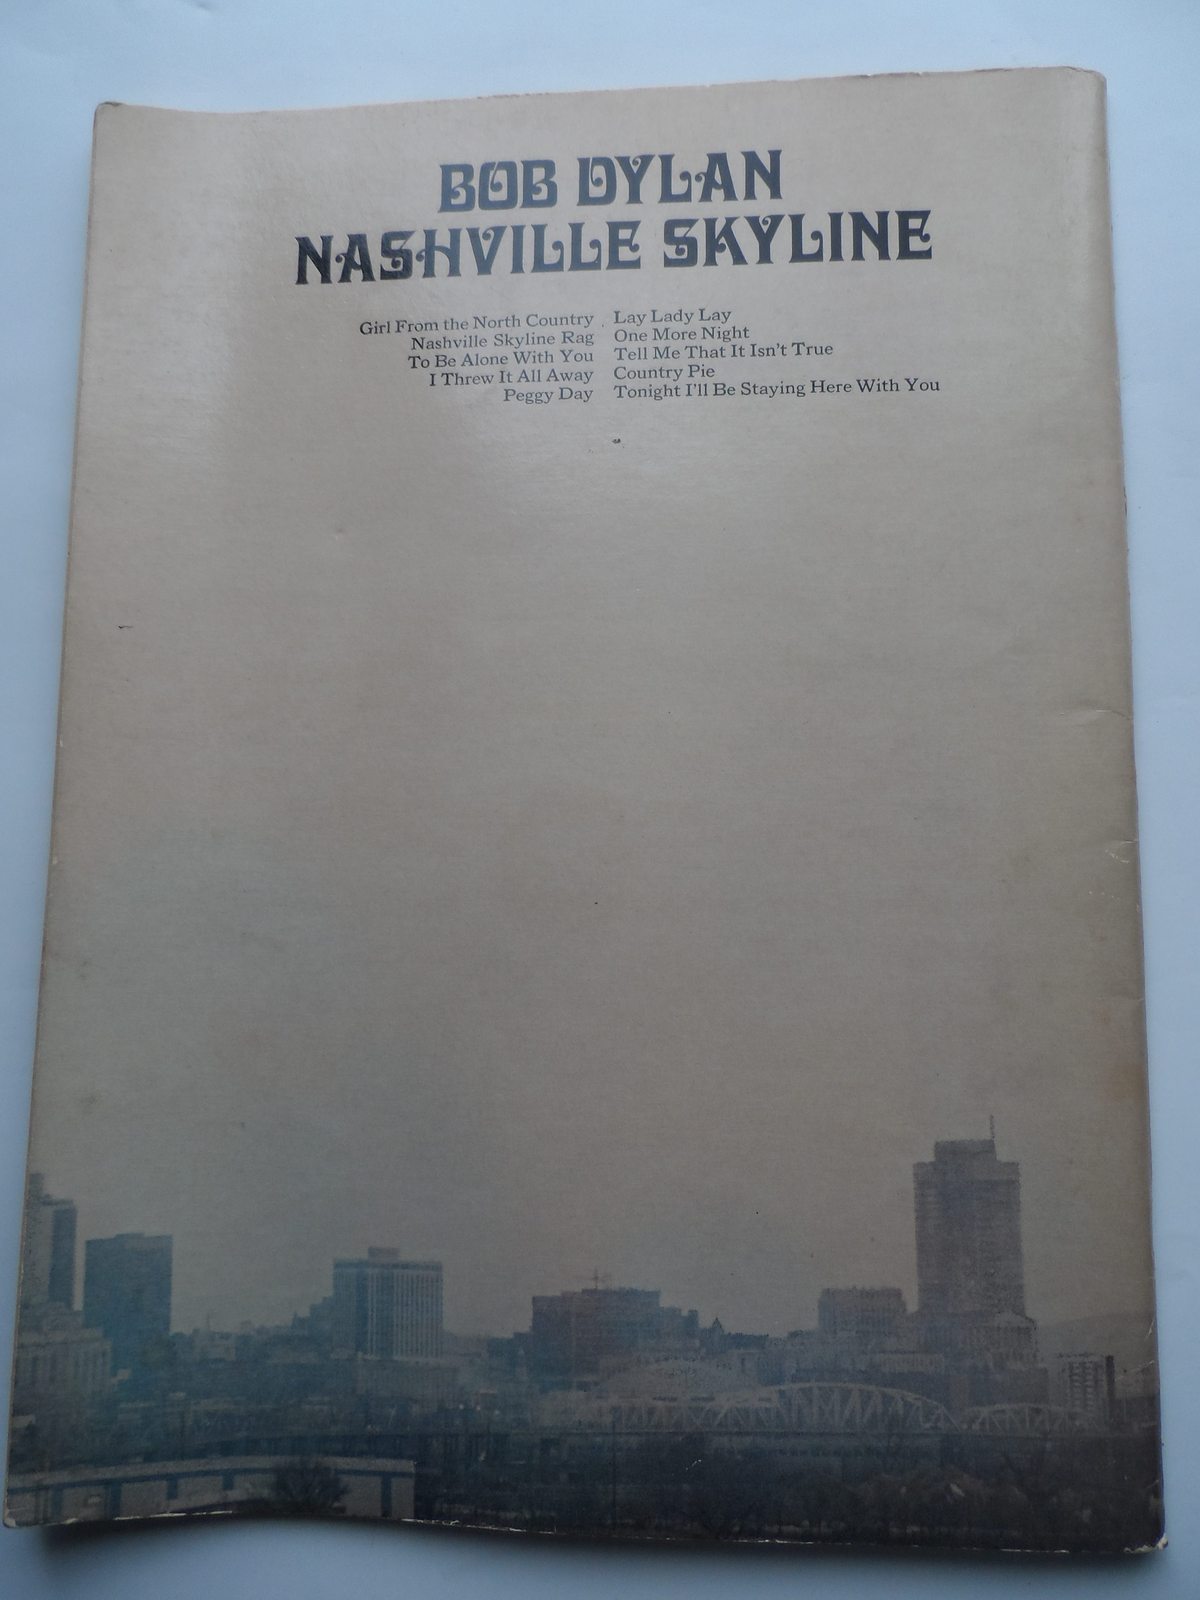 BOB DYLAN
NASHVILLE SKYLINE
Girl From the North Country
Nashville Skyline Rag
To Be Alone With You
I Threw It All Away
Peggy Day
Lay Lady Lay
One More Night
Tell Me That It Isn't True
Country Pie
Tonight I'll Be Staying Here With You